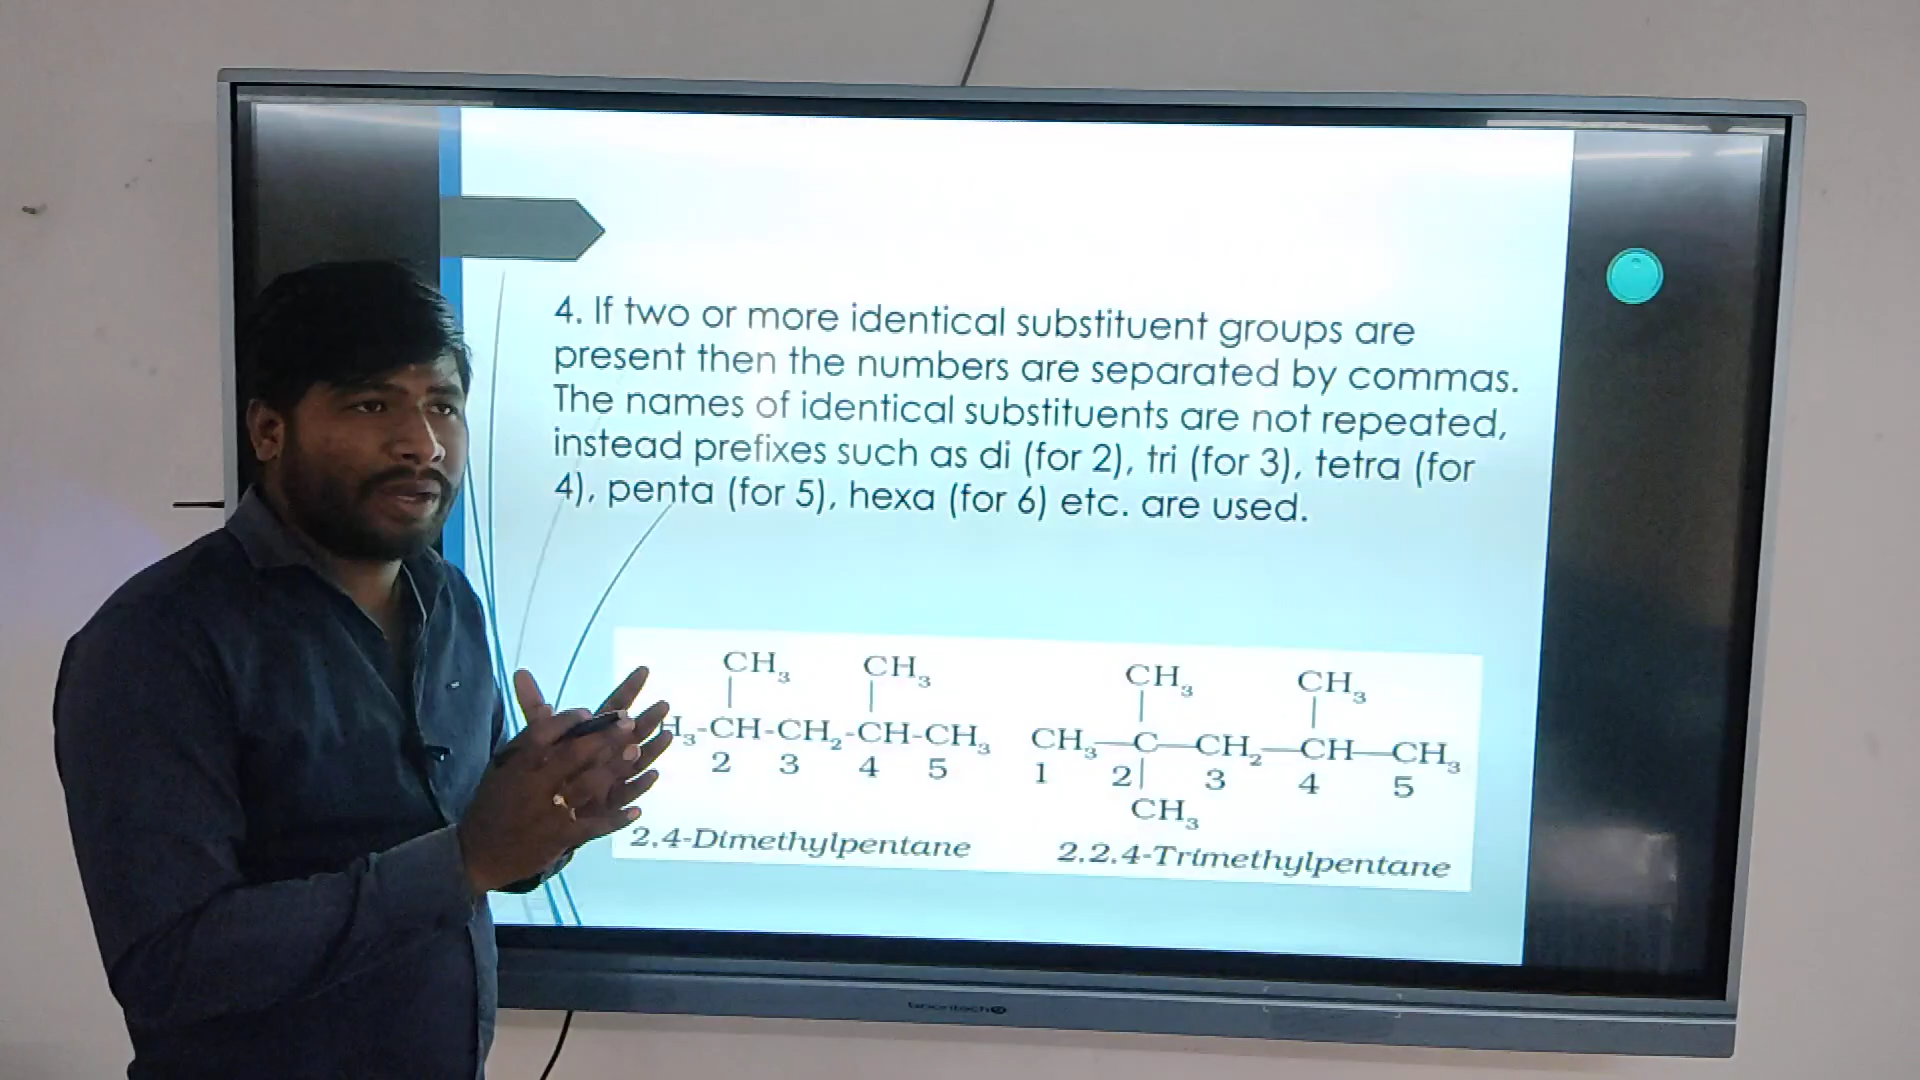 4. If two or more identical substituent groups are
present then the numbers are separated by commas.
The names of identical substituents are not repeated,
instead prefixes such as di (for 2), tri (for 3), tetra (for
4), penta (for 5), hexa (for 6) etc. are used.
CH₃ CH₃
H₃-CH-CH₂-CH-CH₃
2 3 4 5
2,4-Dimethylpentane
CH₃ CH₃
CH₃—C—CH₂—CH—CH₃
1 2 3 4 5
CH₃
2,2,4-Trimethylpentane